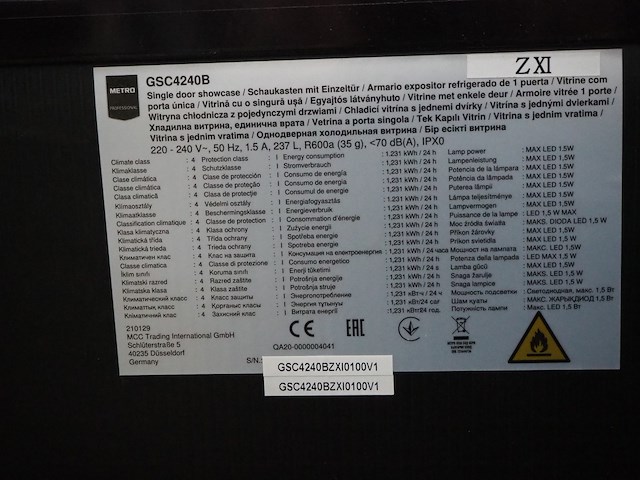 ZXI
METRO
PROFESSIONAL
GSC4240B
Single door showcase / Schaukasten mit Einzeltür / Armario expositor refrigerado de 1 puerta / Vitrine com
porta única / Vitrină cu o singură ușă / Egyajtós látványhuto / Vitrine met enkele deur / Armoire vitrée 1 porte /
Witryna chłodnicza z pojedynczymi drzwiami / Chladící vitrína s jednemi dvírky / Vitrína s jednými dvierkami /
Хладилна витрина, единична врата / Vetrina a porta singola / Tek Kapılı Vitrin / Vitrina s jednim vratima /
Vitrina s jednim vratima / Однодверная холодильная витрина / Бір есікті витрина
220 - 240 V~, 50 Hz, 1.5 A, 237 L, R600a (35 g), <70 dB(A), IPX0
Climate class : 4 Protection class : I Energy consumption : 1,231 kWh / 24 h Lamp power : MAX LED 1.5W
Klimaklasse : 4 Schutzklasse : I Stromverbrauch : 1,231 kWh / 24 h Lampenleistung : MAX LED 1,5W
Clase climática : 4 Clase de protección : I Consumo de energía : 1,231 kWh / 24 h Potencia de la lámpara : MAX LED 1,5W
Classe climática : 4 Classe de protecção : I Consumo de energia : 1,231 kWh / 24 h Potência da lâmpada : MAX LED 1,5W
Clasa climatică : 4 Clasa de protecție : I Consumul de energie : 1,231 kWh / 24 h Puterea lămpii : MAX LED 1,5W
Klímaosztály : 4 Védelmi osztály : I Energiafogyasztás : 1,231 kWh / 24 h Lámpa teljesítménye : MAX LED 1,5W
Klimaatklasse : 4 Beschermingsklasse : I Energieverbruik : 1,231 kWh / 24 h Lampvermogen : MAX LED 1,5W
Classification climatique : 4 Classe de protection : I Consommation d'énergie : 1,231 kWh / 24 h Puissance de la lampe : LED 1,5 W MAX
Klasa klimatyczna : 4 Klasa ochrony : I Zużycie energii : 1,231 kWh / 24 h Moc źródła światła : MAKS. DIODA LED 1,5 W
Klimatická třída : 4 Třída ochrany : I Spotřeba energie : 1,231 kWh / 24 h Příkon žárovky : MAX LED 1,5W
Klimatická trieda : 4 Trieda ochrany : I Spotreba energie : 1,231 kWh / 24 h Príkon svietidla : MAX LED 1,5W
Климатичен клас : 4 Клас на защита : I Консумация на електроенергия : 1,231 kWh / 24 часа Мощност на лампата : МАКС. LED 1,5W
Classe climatica : 4 Classe di protezione : I Consumo energetico : 1,231 kWh / 24 h Potenza della lampada : LED MAX 1.5 W
İklim sınıfı : 4 Koruma sınıfı : I Enerji tüketimi : 1,231 kWh / 24 s Lamba gücü : MAX LED 1,5 W
Klimatski razred : 4 Razred zaštite : I Potrošnja energije : 1,231 kWh / 24 h Snaga žarulje : MAKS. LED 1,5 W
Klimatska klasa : 4 Klasa zaštite : I Potrošnja struje : 1,231 kWh / 24 h Snaga lampice : MAKS. LED 1,5 W
Климатический класс : 4 Класс защиты : I Энергопотребление : 1,231 кВт-ч / 24 ч Мощность подсветки : Светодиодная, макс. 1,5 Вт
Климаттық класс : 4 Қорғаныс класы : I Энергия тұтынуы : 1,231 кВт/24 сағ Шам қуаты : МАКС. ЖАРЫҚДИОД 1,5 Вт
Кліматичний клас : 4 Захисний клас : I Витрата енергії : 1,231 кВт/24 год. Потужність лампи : Макс. LED 1,5 Вт
210129
MCC Trading International GmbH
Schlüterstraße 5
40235 Düsseldorf
Germany
CE
EAC
QA20-0000004041
S/N.:
GSC4240BZXI0100V1
GSC4240BZXI0100V1